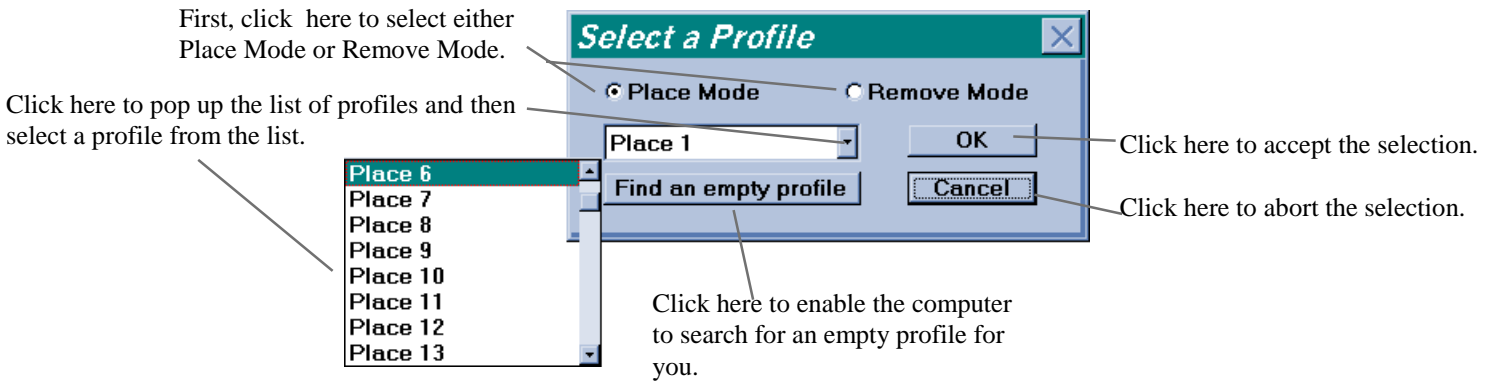 First, click  here to select either
Place Mode or Remove Mode.
Click here to pop up the list of profiles and then
select a profile from the list.
Select a Profile
Place Mode
Remove Mode
Place 1
OK
Find an empty profile
Cancel
Place 6
Place 7
Place 8
Place 9
Place 10
Place 11
Place 12
Place 13
Click here to accept the selection.
Click here to abort the selection.
Click here to enable the computer
to search for an empty profile for
you.